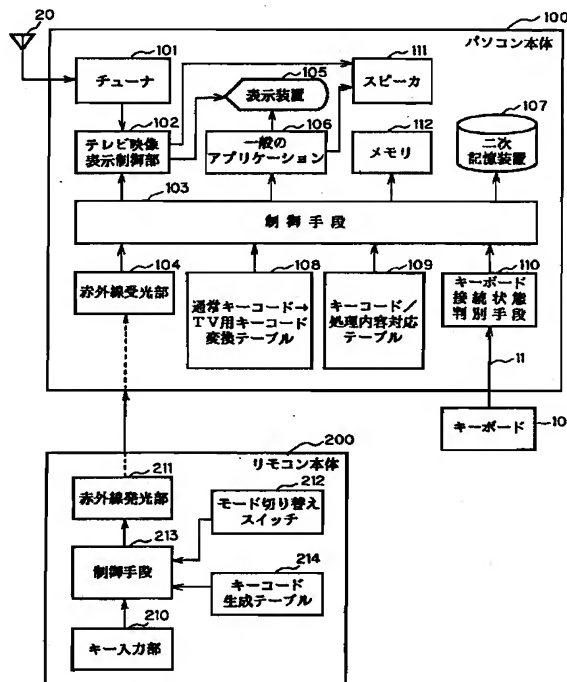 20
100
パソコン本体
101
チューナ
111
スピーカ
105
表示装置
107
二次
記憶装置
102
テレビ映像
表示制御部
106
一般の
アプリケーション
112
メモリ
103
制御手段
104
赤外線受光部
108
通常キーコード→
TV用キーコード
変換テーブル
109
キーコード／
処理内容対応
テーブル
110
キーボード
接続状態
判別手段
11
キーボード
10
200
リモコン本体
211
赤外線発光部
212
モード切り替え
スイッチ
213
制御手段
214
キーコード
生成テーブル
210
キー入力部